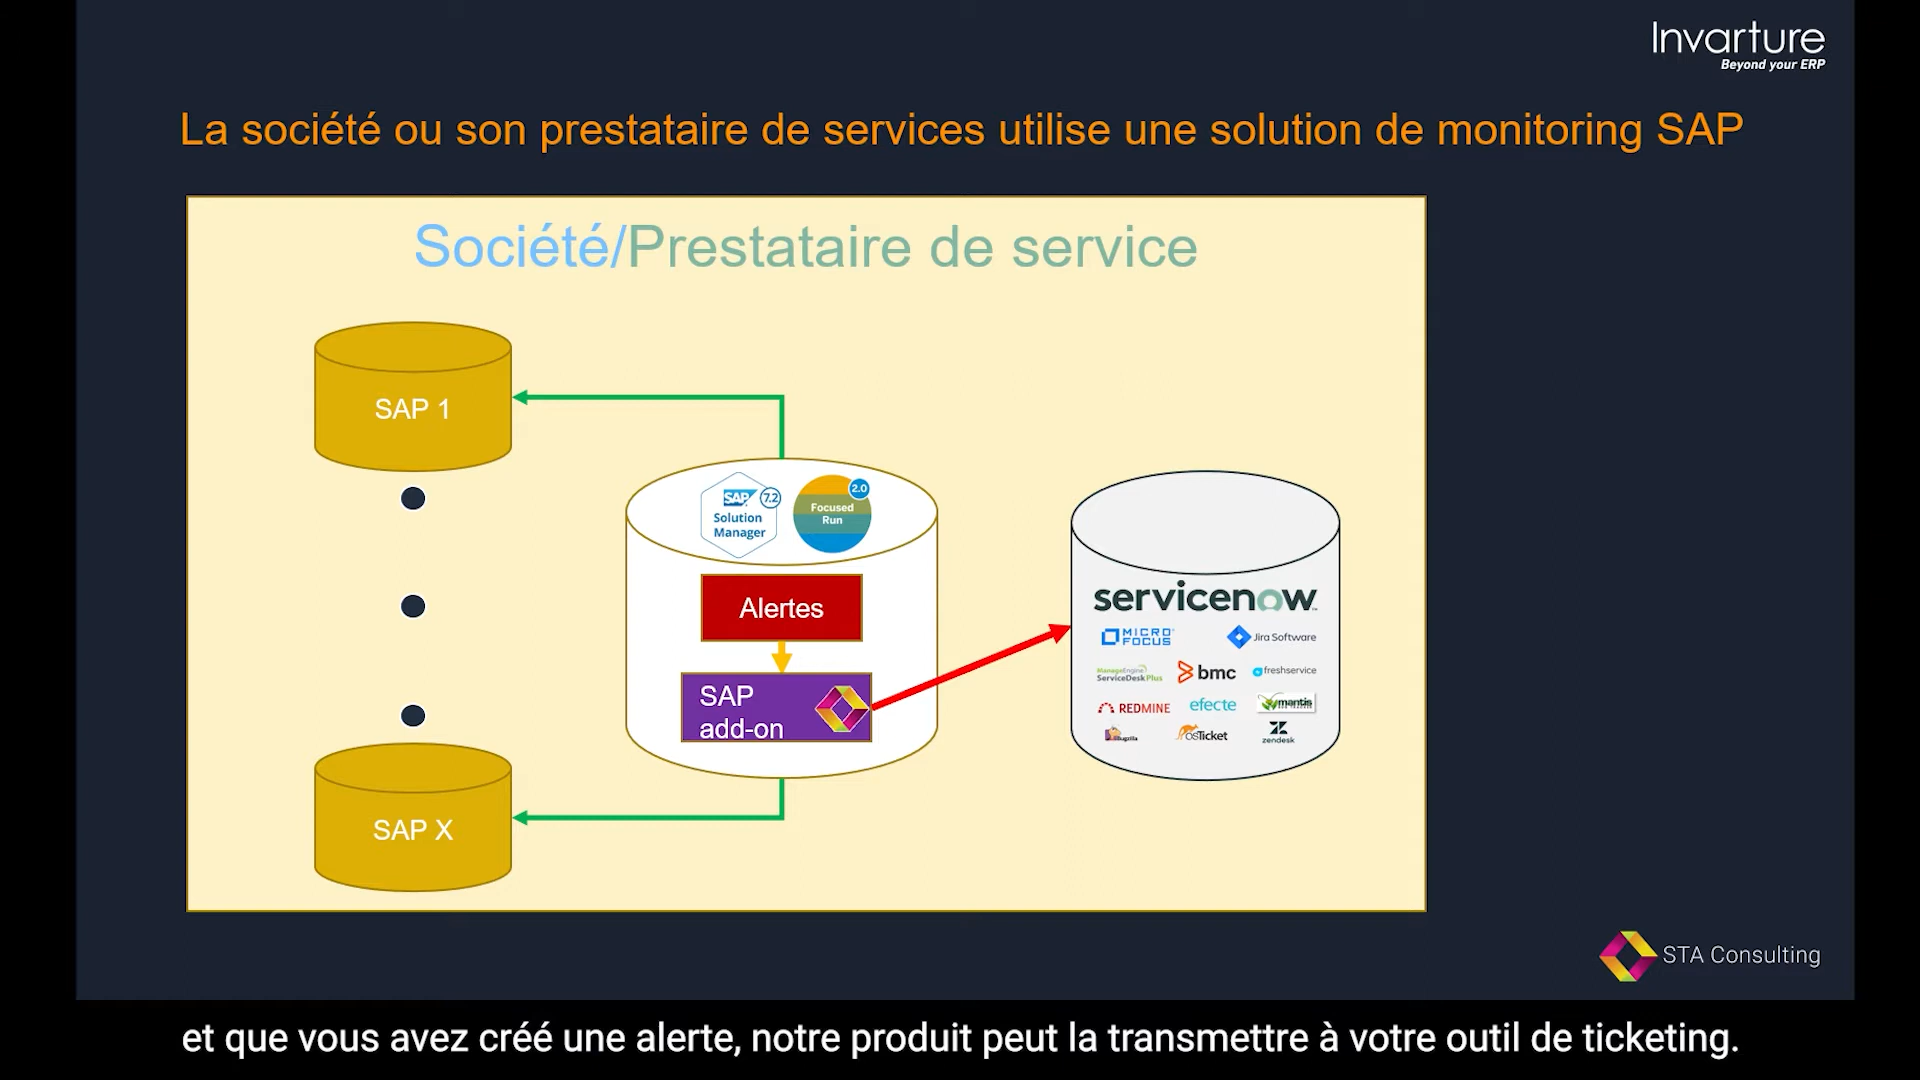 Invarture
Beyond your ERP
La société ou son prestataire de services utilise une solution de monitoring SAP
Société/Prestataire de service
SAP 1
SAP 7.2
Solution
Manager
2.0
Focused
Run
Alertes
SAP
add-on
servicenow
MICRO
FOCUS
Jira Software
ManageEngine
ServiceDesk Plus
bmc
freshservice
REDMINE
efecte
mantis
osTicket
zendesk
SAP X
STA Consulting
et que vous avez créé une alerte, notre produit peut la transmettre à votre outil de ticketing.